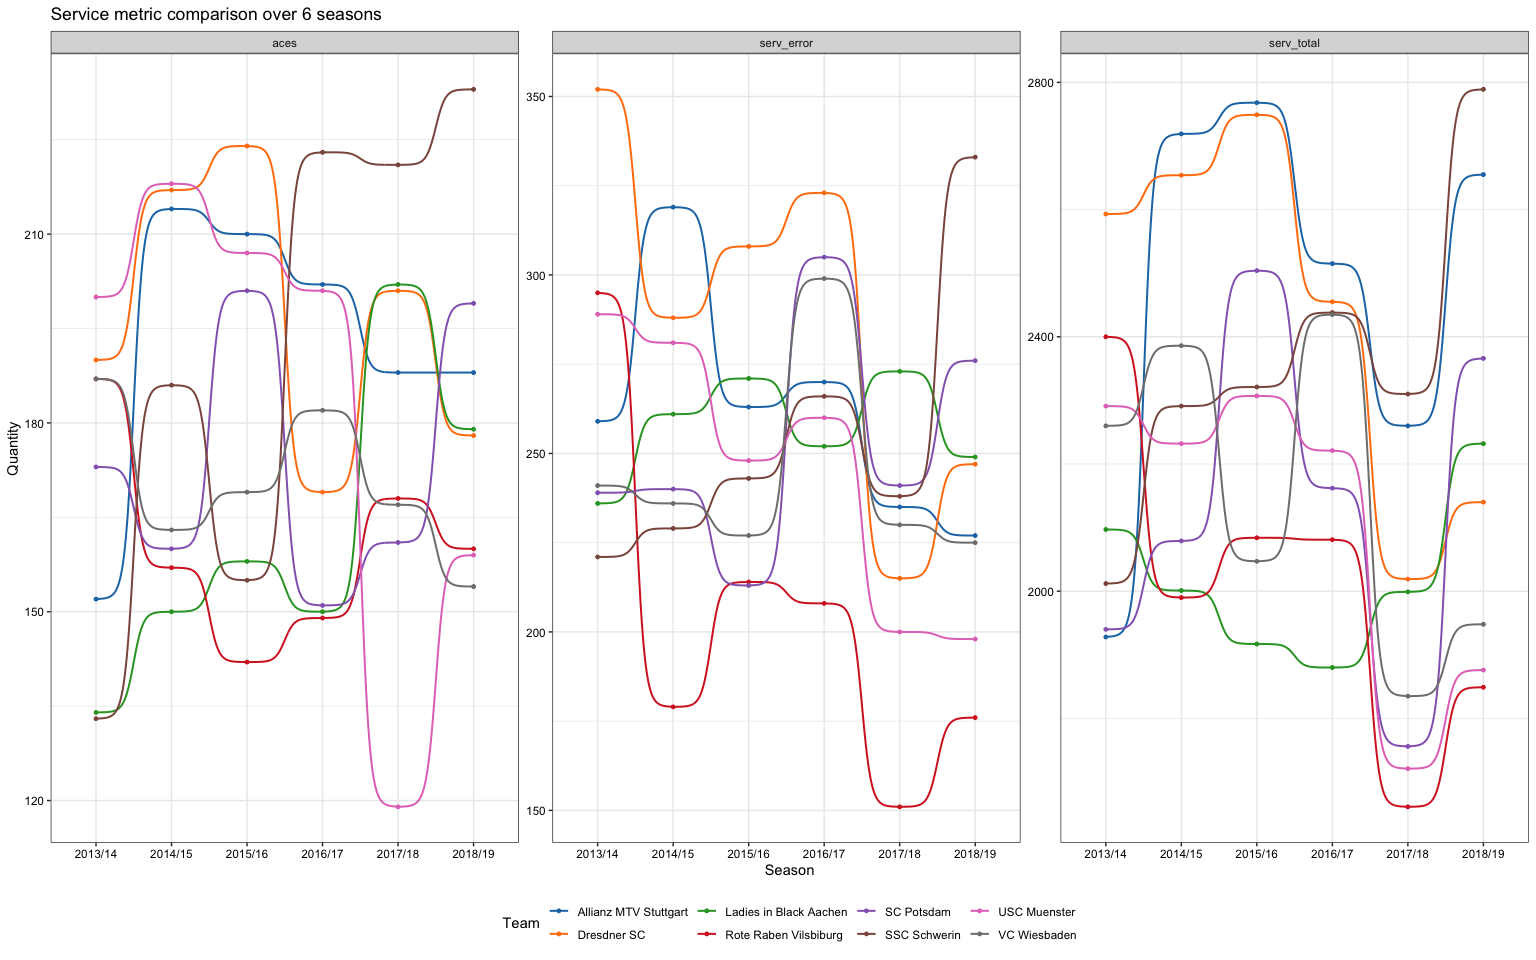 Service metric comparison over 6 seasons
aces
serv_error
serv_total
Quantity
210
180
150
120
350
300
250
200
150
2800
2400
2000
2013/14 2014/15 2015/16 2016/17 2017/18 2018/19
2013/14 2014/15 2015/16 2016/17 2017/18 2018/19
2013/14 2014/15 2015/16 2016/17 2017/18 2018/19
Season
Team
Allianz MTV Stuttgart Ladies in Black Aachen SC Potsdam USC Muenster
Dresdner SC Rote Raben Vilsbiburg SSC Schwerin VC Wiesbaden